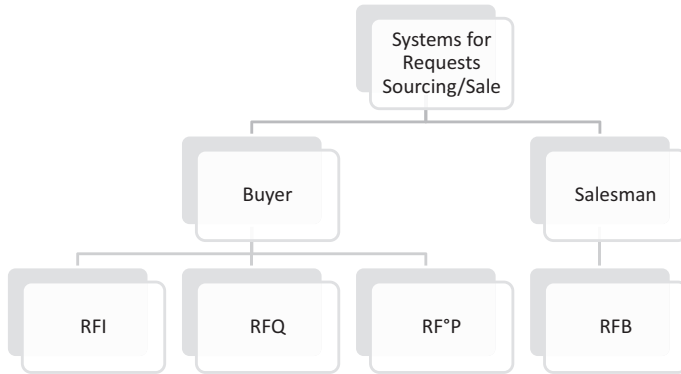 Systems for
Requests
Sourcing/Sale
Buyer
Salesman
RFI
RFQ
RF°P
RFB